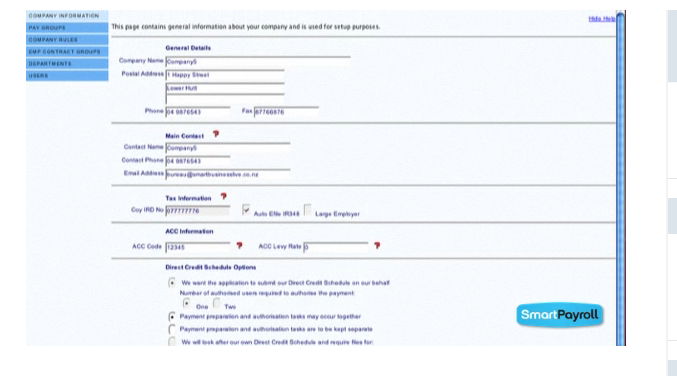 COMPANY INFORMATION
PAY GROUPS
COMPANY RULES
EMP CONTRACT GROUPS
DEPARTMENTS
USERS
Hide Help
This page contains general information about your company and is used for setup purposes.
General Details
Company Name Company5
Postal Address 1 Happy Street
Lower Hutt
Phone 04 9876543 Fax 87766876
Main Contact ?
Contact Name Company5
Contact Phone 04 9876543
Email Address bureau@smartbusinesslive.co.nz
Tax Information ?
Coy IRD No 077777776 Auto Efile IR348 Large Employer
ACC Information
ACC Code 12345 ? ACC Levy Rate 0 ?
Direct Credit Schedule Options
We want the application to submit our Direct Credit Schedule on our behalf
Number of authorised users required to authorise the payment:
One Two
Payment preparation and authorisation tasks may occur together
Payment preparation and authorisation tasks are to be kept separate
We will look after our own Direct Credit Schedule and require files for:
SmartPayroll